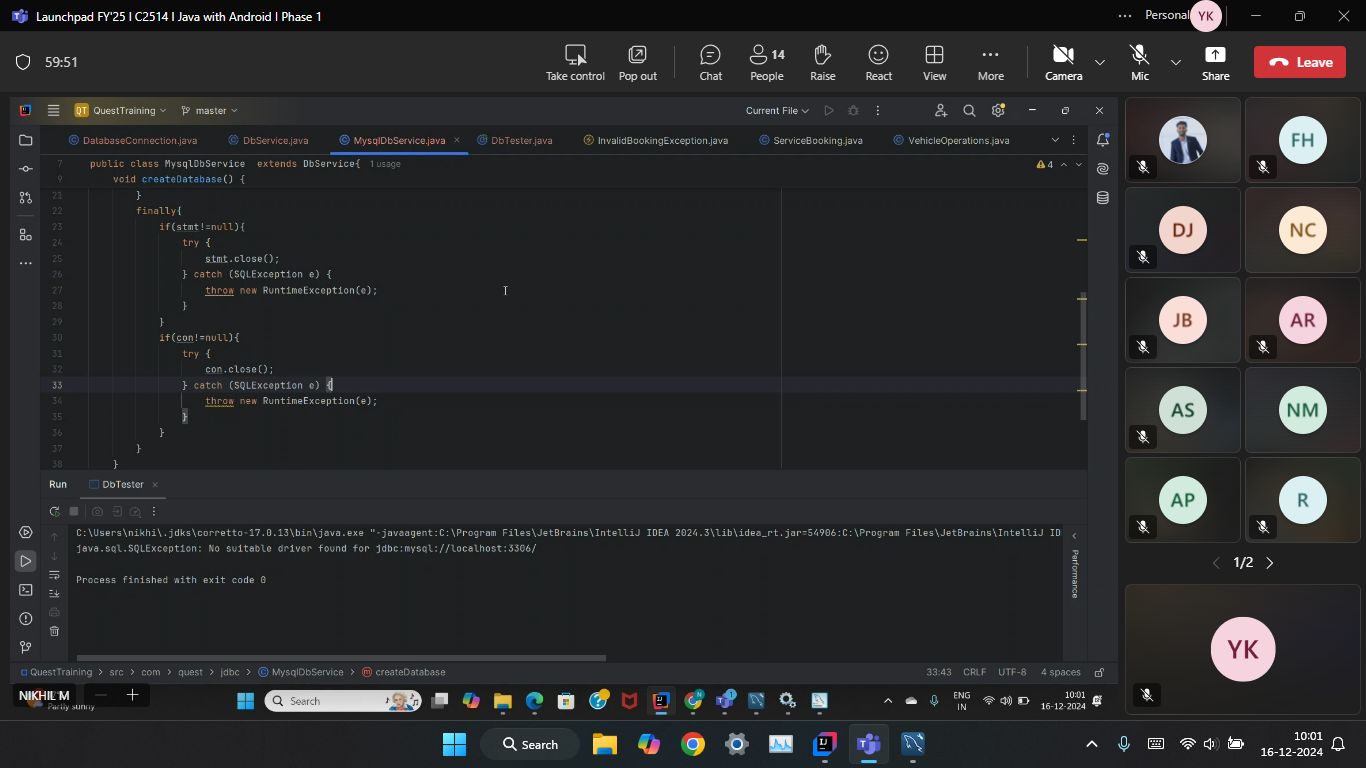 Launchpad FY'25 | C2514 | Java with Android | Phase 1
Personal YK
59:51
Take control
Pop out
Chat
People 14
Raise
React
View
More
Camera
Mic
Share
Leave
QT QuestTraining master
Current File
DatabaseConnection.java DbService.java MysqlDbService.java DbTester.java InvalidBookingException.java ServiceBooking.java VehicleOperations.java
7 public class MysqlDbService extends DbService{ 1 usage
4
9 void createDatabase() {
21 }
22 finally{
23 if(stmt!=null){
24 try {
25 stmt.close();
26 } catch (SQLException e) {
27 throw new RuntimeException(e);
28 }
29 }
30 if(con!=null){
31 try {
32 con.close();
33 } catch (SQLException e) {
34 throw new RuntimeException(e);
35 }
36 }
37 }
38 }
Run DbTester
C:\Users\nikhi\.jdks\corretto-17.0.13\bin\java.exe "-javaagent:C:\Program Files\JetBrains\IntelliJ IDEA 2024.3\lib\idea_rt.jar=54906:C:\Program Files\JetBrains\IntelliJ ID
java.sql.SQLException: No suitable driver found for jdbc:mysql://localhost:3306/
Process finished with exit code 0
Performance
QuestTraining > src > com > quest > jdbc > MysqlDbService > createDatabase
33:43 CRLF UTF-8 4 spaces
NIKHIL M
Partly sunny
Search
ENG
IN
10:01
16-12-2024
FH
DJ
NC
JB
AR
AS
NM
AP
R
1/2
YK
Search
10:01
16-12-2024